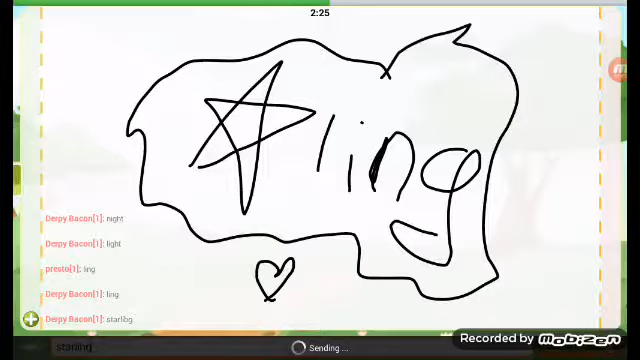 2:25
ling
Derpy Bacon[1]: night
Derpy Bacon[1]: light
presto[1]: ling
Derpy Bacon[1]: ling
Derpy Bacon[1]: starlibg
starling
Sending ...
Recorded by
mobizen